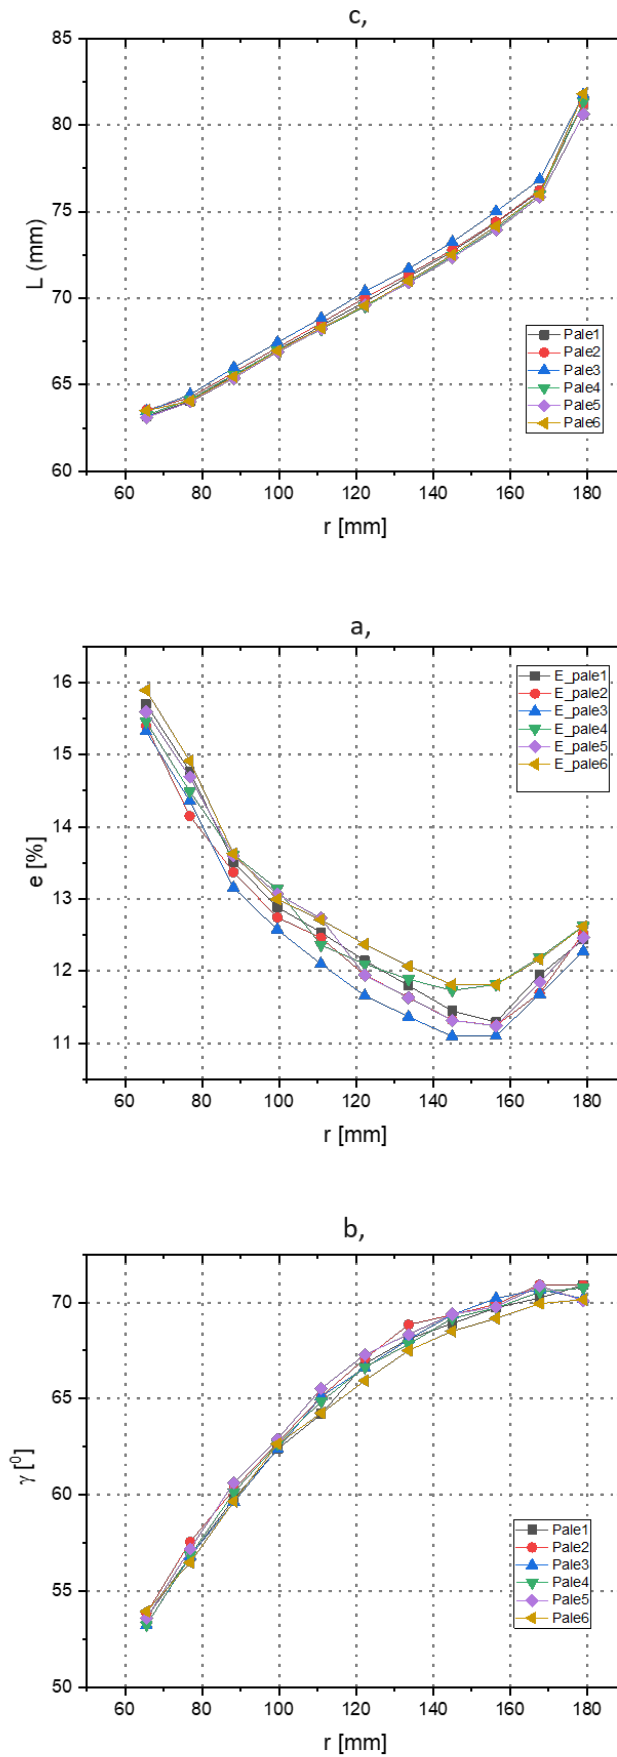 c,
85
80
75
70
65
60
L (mm)
Pale1
Pale2
Pale3
Pale4
Pale5
Pale6
60 80 100 120 140 160 180
r [mm]
a,
16
15
14
13
12
11
e [%]
E_pale1
E_pale2
E_pale3
E_pale4
E_pale5
E_pale6
60 80 100 120 140 160 180
r [mm]
b,
70
65
60
55
50
γ [⁰]
Pale1
Pale2
Pale3
Pale4
Pale5
Pale6
60 80 100 120 140 160 180
r [mm]